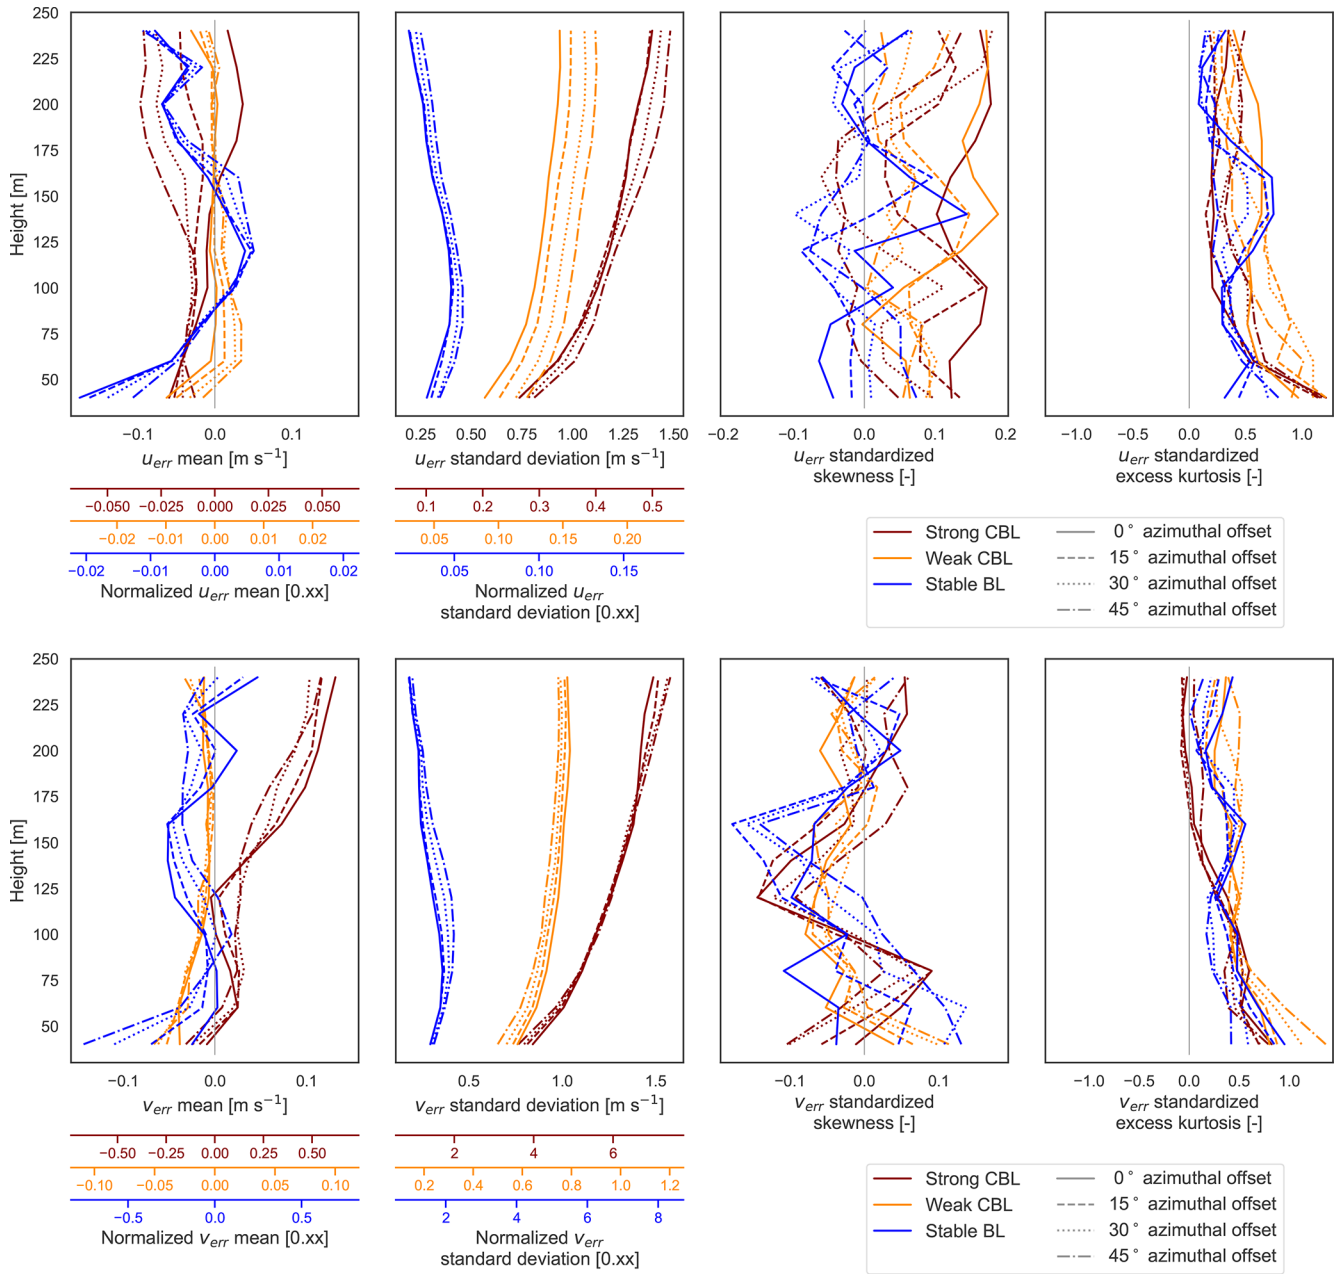 250
225
200
175
150
125
100
75
50
Height [m]
−0.1 0.0 0.1
0.25 0.50 0.75 1.00 1.25 1.50
−0.2 −0.1 0.0 0.1 0.2
−1.0 −0.5 0.0 0.5 1.0
u_err mean [m s⁻¹]
u_err standard deviation [m s⁻¹]
u_err standardized
skewness [-]
u_err standardized
excess kurtosis [-]
−0.050 −0.025 0.000 0.025 0.050
−0.02 −0.01 0.00 0.01 0.02
−0.02 −0.01 0.00 0.01 0.02
Normalized u_err mean [0.xx]
0.1 0.2 0.3 0.4 0.5
0.05 0.10 0.15 0.20
0.05 0.10 0.15
Normalized u_err
standard deviation [0.xx]
Strong CBL 0° azimuthal offset
Weak CBL 15° azimuthal offset
Stable BL 30° azimuthal offset
45° azimuthal offset
250
225
200
175
150
125
100
75
50
Height [m]
−0.1 0.0 0.1
0.5 1.0 1.5
−0.1 0.0 0.1
−1.0 −0.5 0.0 0.5 1.0
v_err mean [m s⁻¹]
v_err standard deviation [m s⁻¹]
v_err standardized
skewness [-]
v_err standardized
excess kurtosis [-]
−0.50 −0.25 0.00 0.25 0.50
−0.10 −0.05 0.00 0.05 0.10
−0.5 0.0 0.5
Normalized v_err mean [0.xx]
2 4 6
0.2 0.4 0.6 0.8 1.0 1.2
2 4 6 8
Normalized v_err
standard deviation [0.xx]
Strong CBL 0° azimuthal offset
Weak CBL 15° azimuthal offset
Stable BL 30° azimuthal offset
45° azimuthal offset